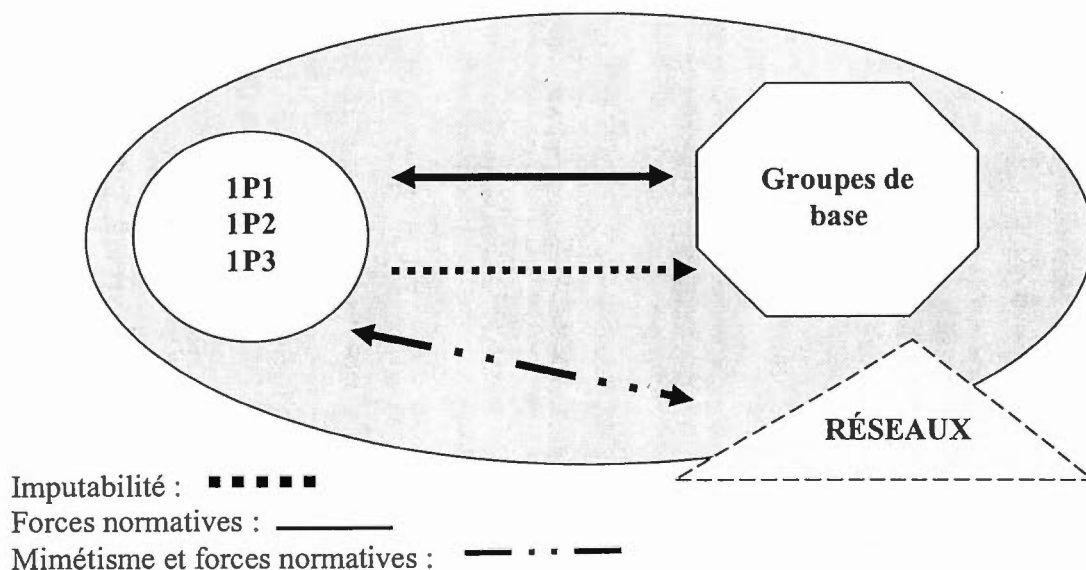 1P1
1P2
1P3
Groupes de
base
RÉSEAUX
Imputabilité :
Forces normatives :
Mimétisme et forces normatives :